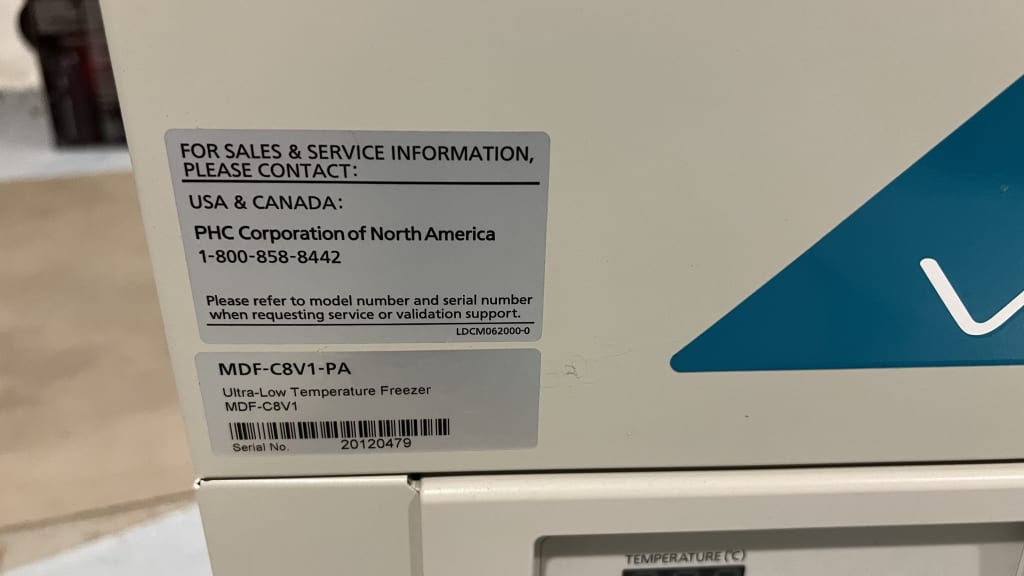 FOR SALES & SERVICE INFORMATION,
PLEASE CONTACT:
USA & CANADA:
PHC Corporation of North America
1-800-858-8442
Please refer to model number and serial number
when requesting service or validation support.
LDCM062000-0
MDF-C8V1-PA
Ultra-Low Temperature Freezer
MDF-C8V1
Serial No. 20120479
TEMPERATURE (℃)